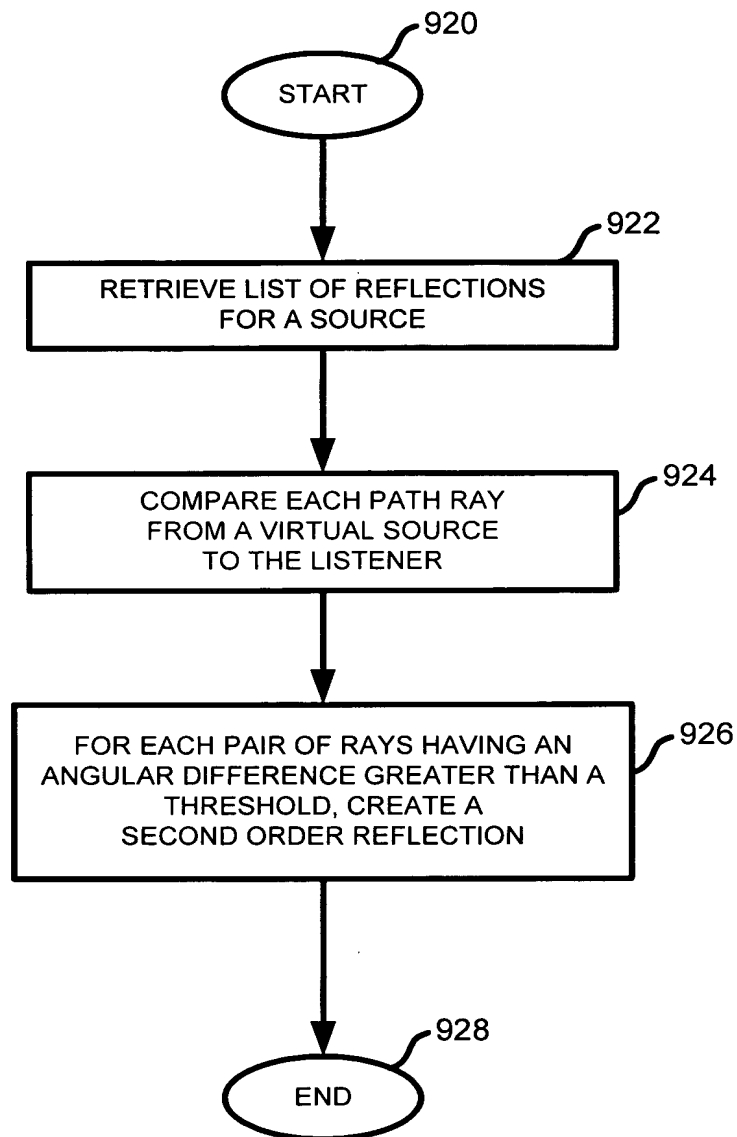 920
START
922
RETRIEVE LIST OF REFLECTIONS
FOR A SOURCE
924
COMPARE EACH PATH RAY
FROM A VIRTUAL SOURCE
TO THE LISTENER
926
FOR EACH PAIR OF RAYS HAVING AN
ANGULAR DIFFERENCE GREATER THAN A
THRESHOLD, CREATE A
SECOND ORDER REFLECTION
928
END